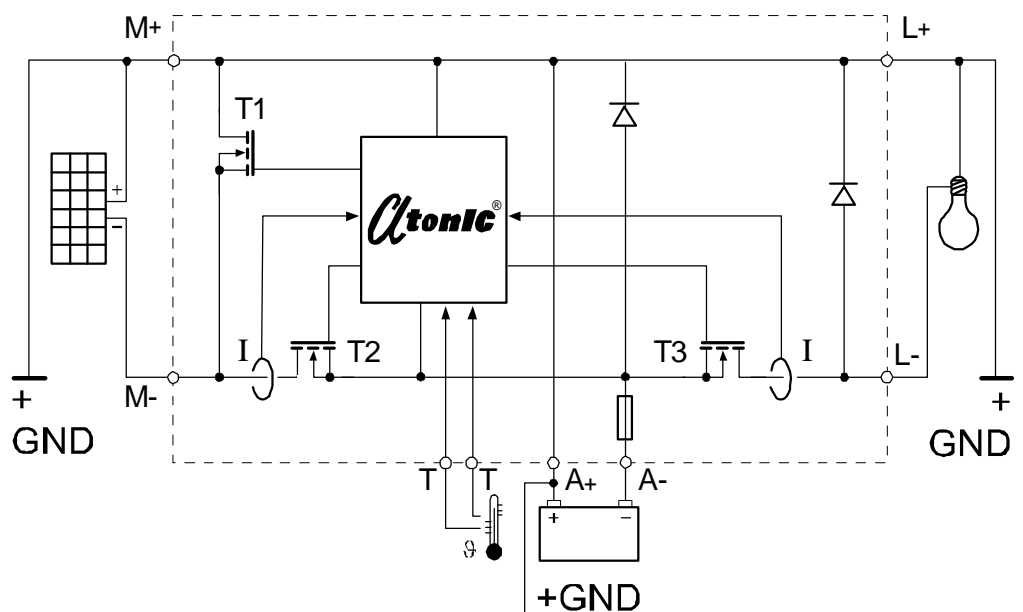 M+
L+
T1
+
−
αtonIC®
I
T2
T3
I
L-
M-
+
GND
+
GND
T
T
A+
A-
+
−
ϑ
+GND